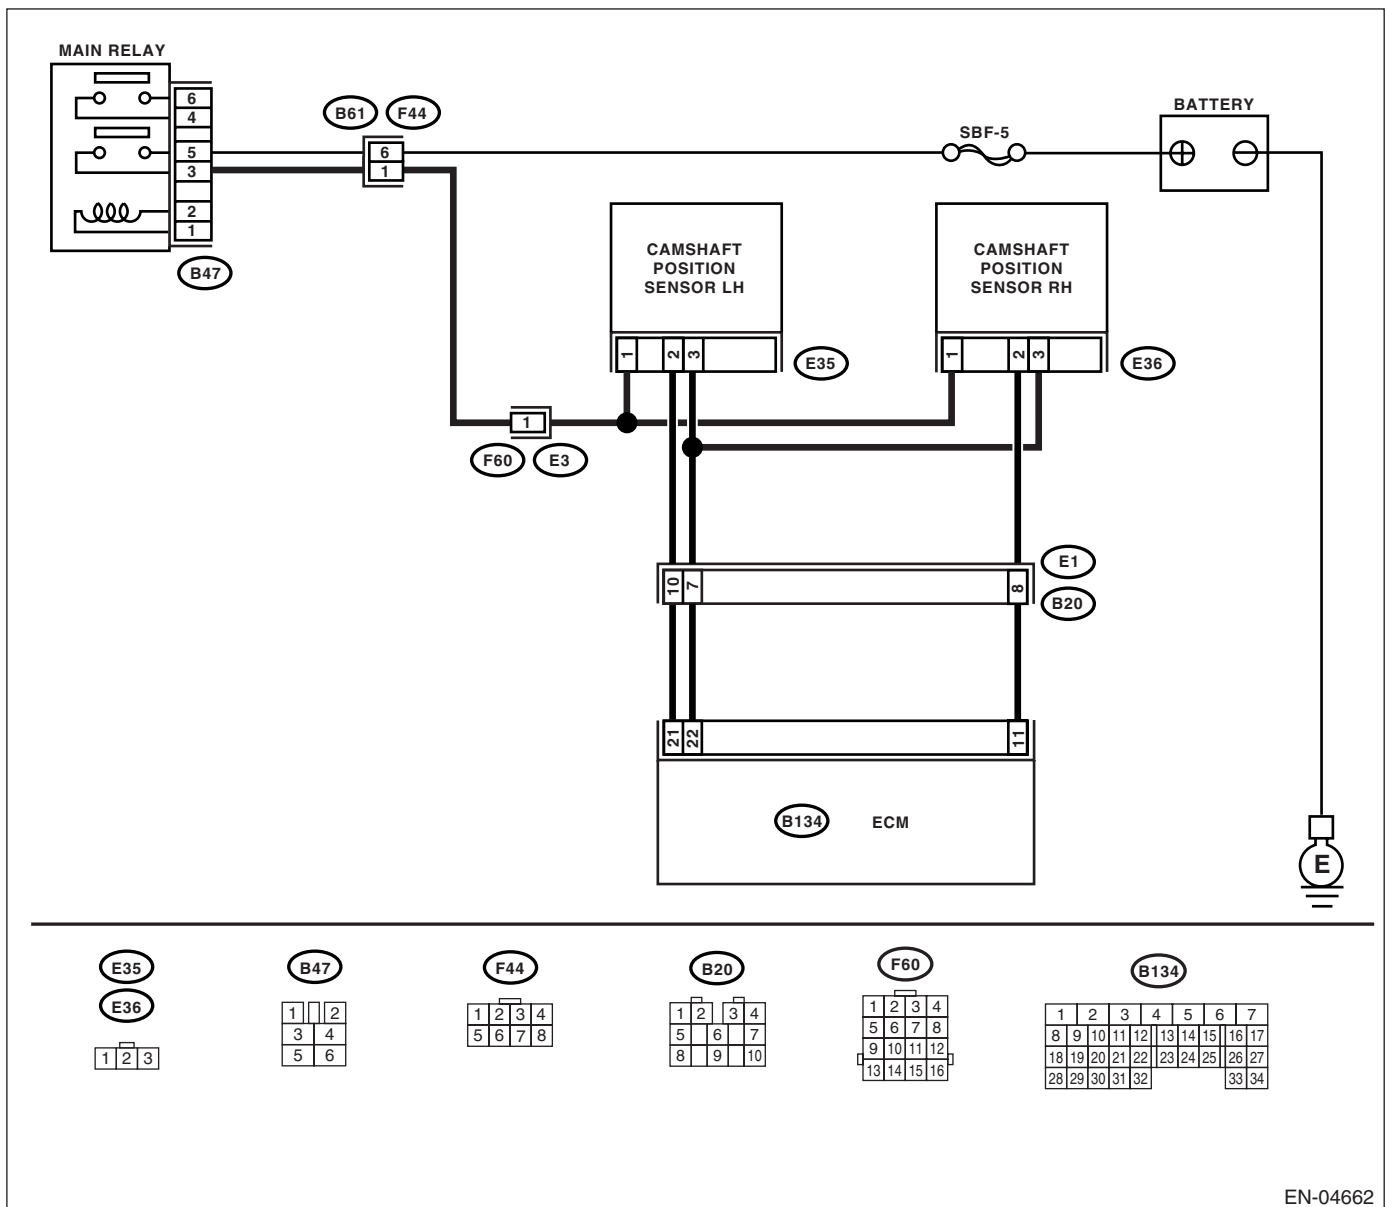 MAIN RELAY
6
4
5
3
2
1
B47
B61
F44
6
1
SBF-5
BATTERY
CAMSHAFT
POSITION
SENSOR LH
1 2 3
E35
CAMSHAFT
POSITION
SENSOR RH
1 2 3
E36
1
F60
E3
10 7 8
E1
B20
21 22 11
B134
ECM
E
E35
E36
1 2 3
B47
1 2
3 4
5 6
F44
1 2 3 4
5 6 7 8
B20
1 2 3 4
5 6 7
8 9 10
F60
1 2 3 4
5 6 7 8
9 10 11 12
13 14 15 16
B134
1 2 3 4 5 6 7
8 9 10 11 12 13 14 15 16 17
18 19 20 21 22 23 24 25 26 27
28 29 30 31 32 33 34
EN-04662